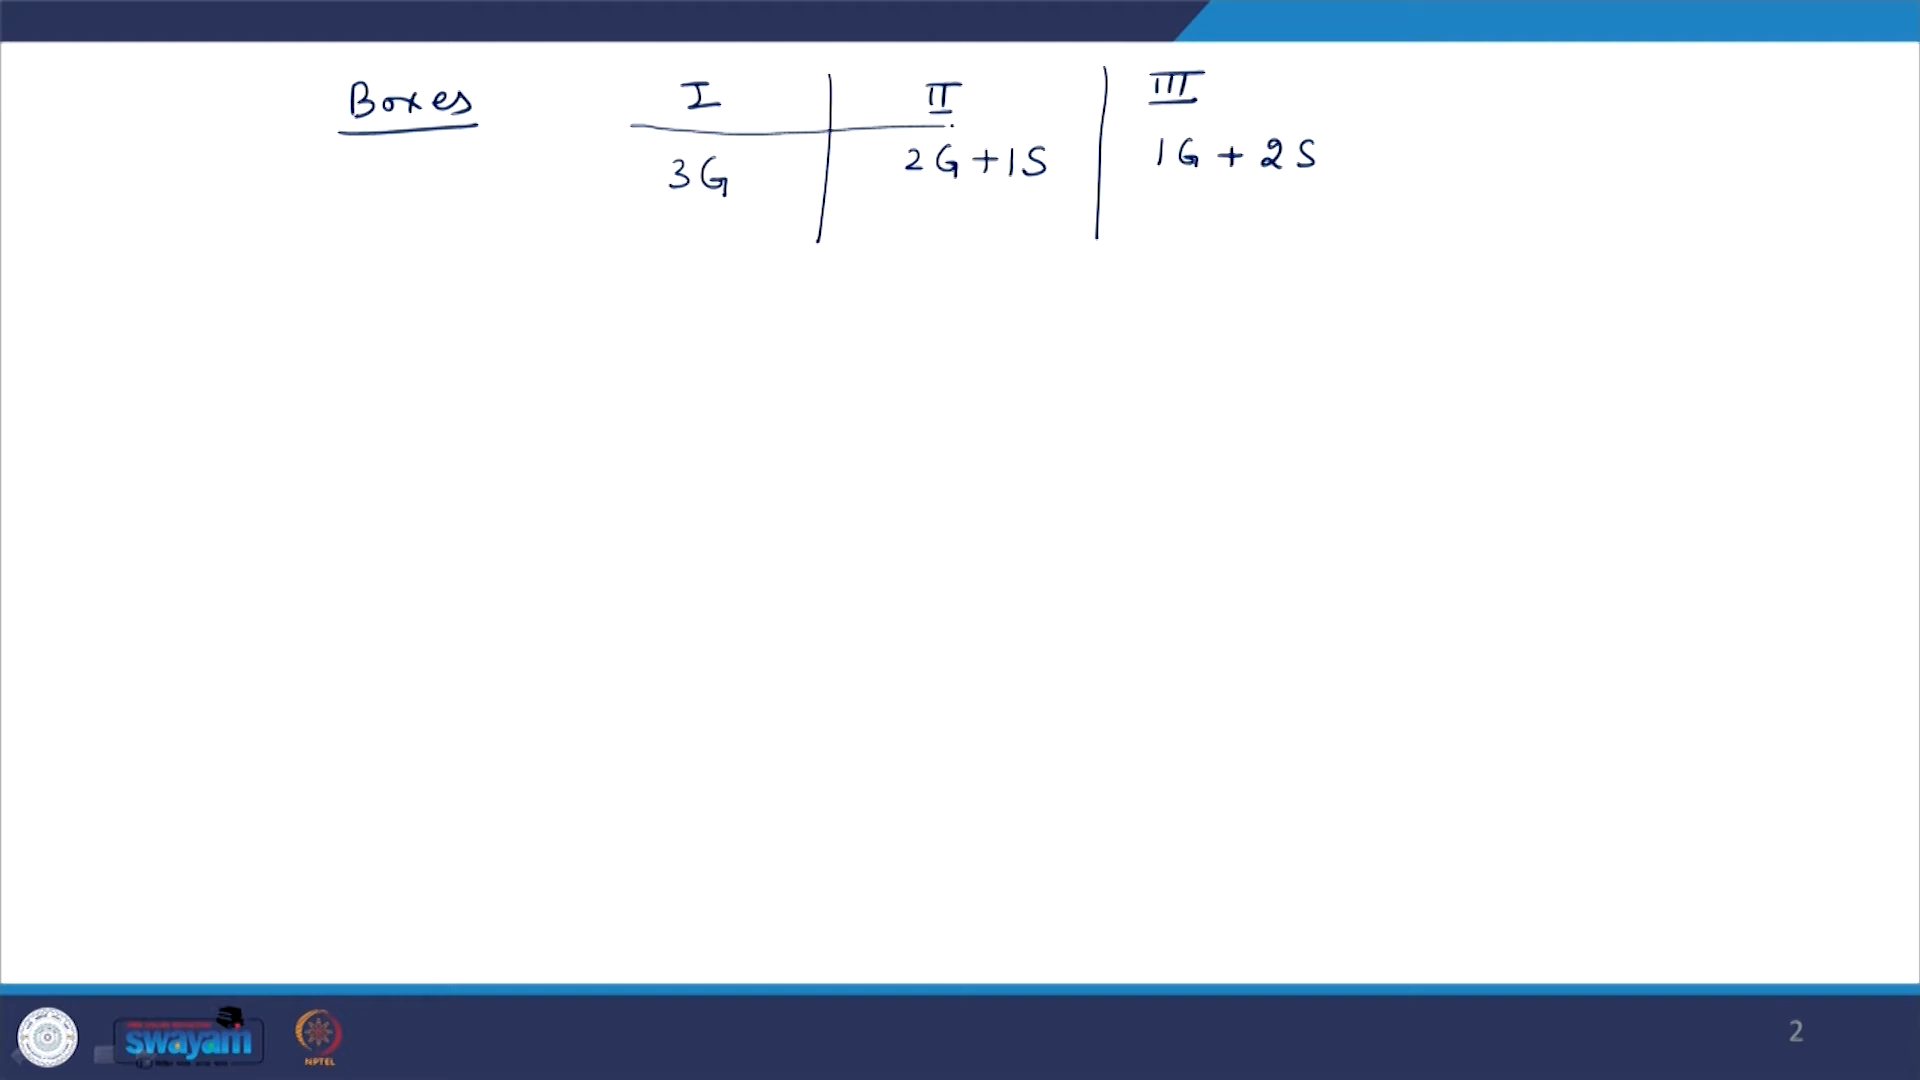 Boxes I II III
3G 2G+1S 1G + 2S
swayam
NPTEL
2